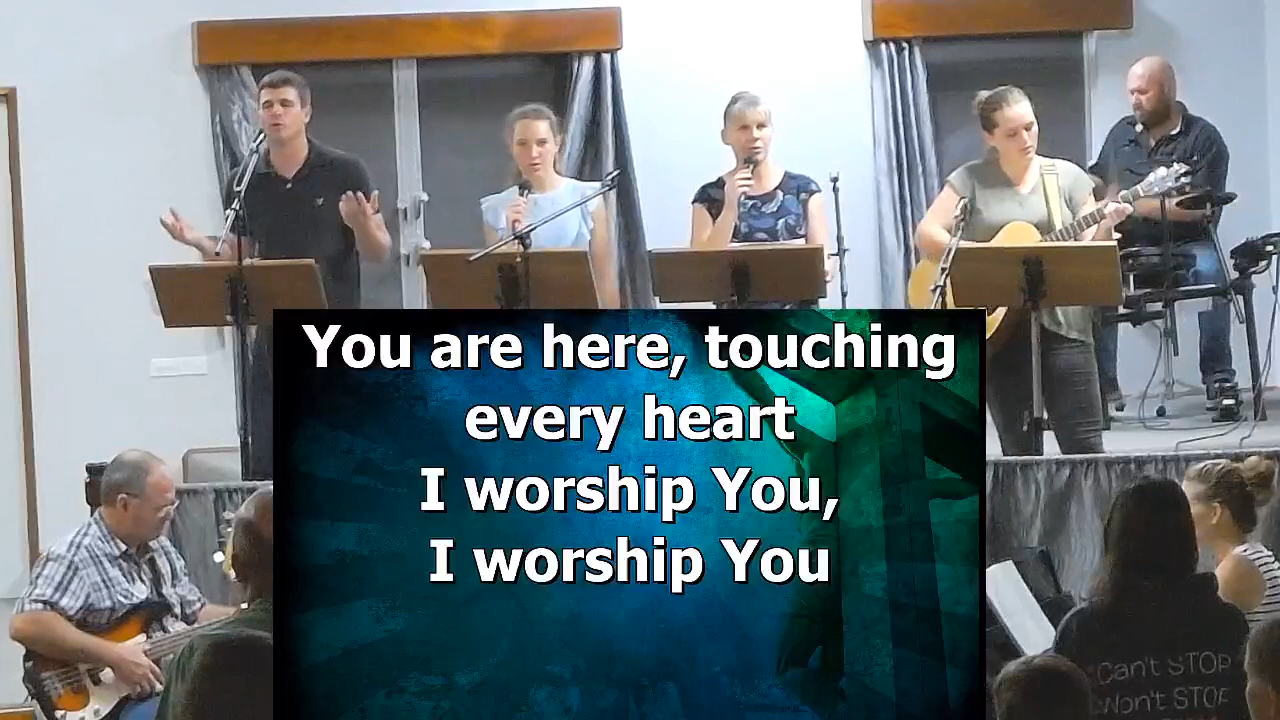 You are here, touching
every heart
I worship You,
I worship You
Can't STOP
Won't STOP